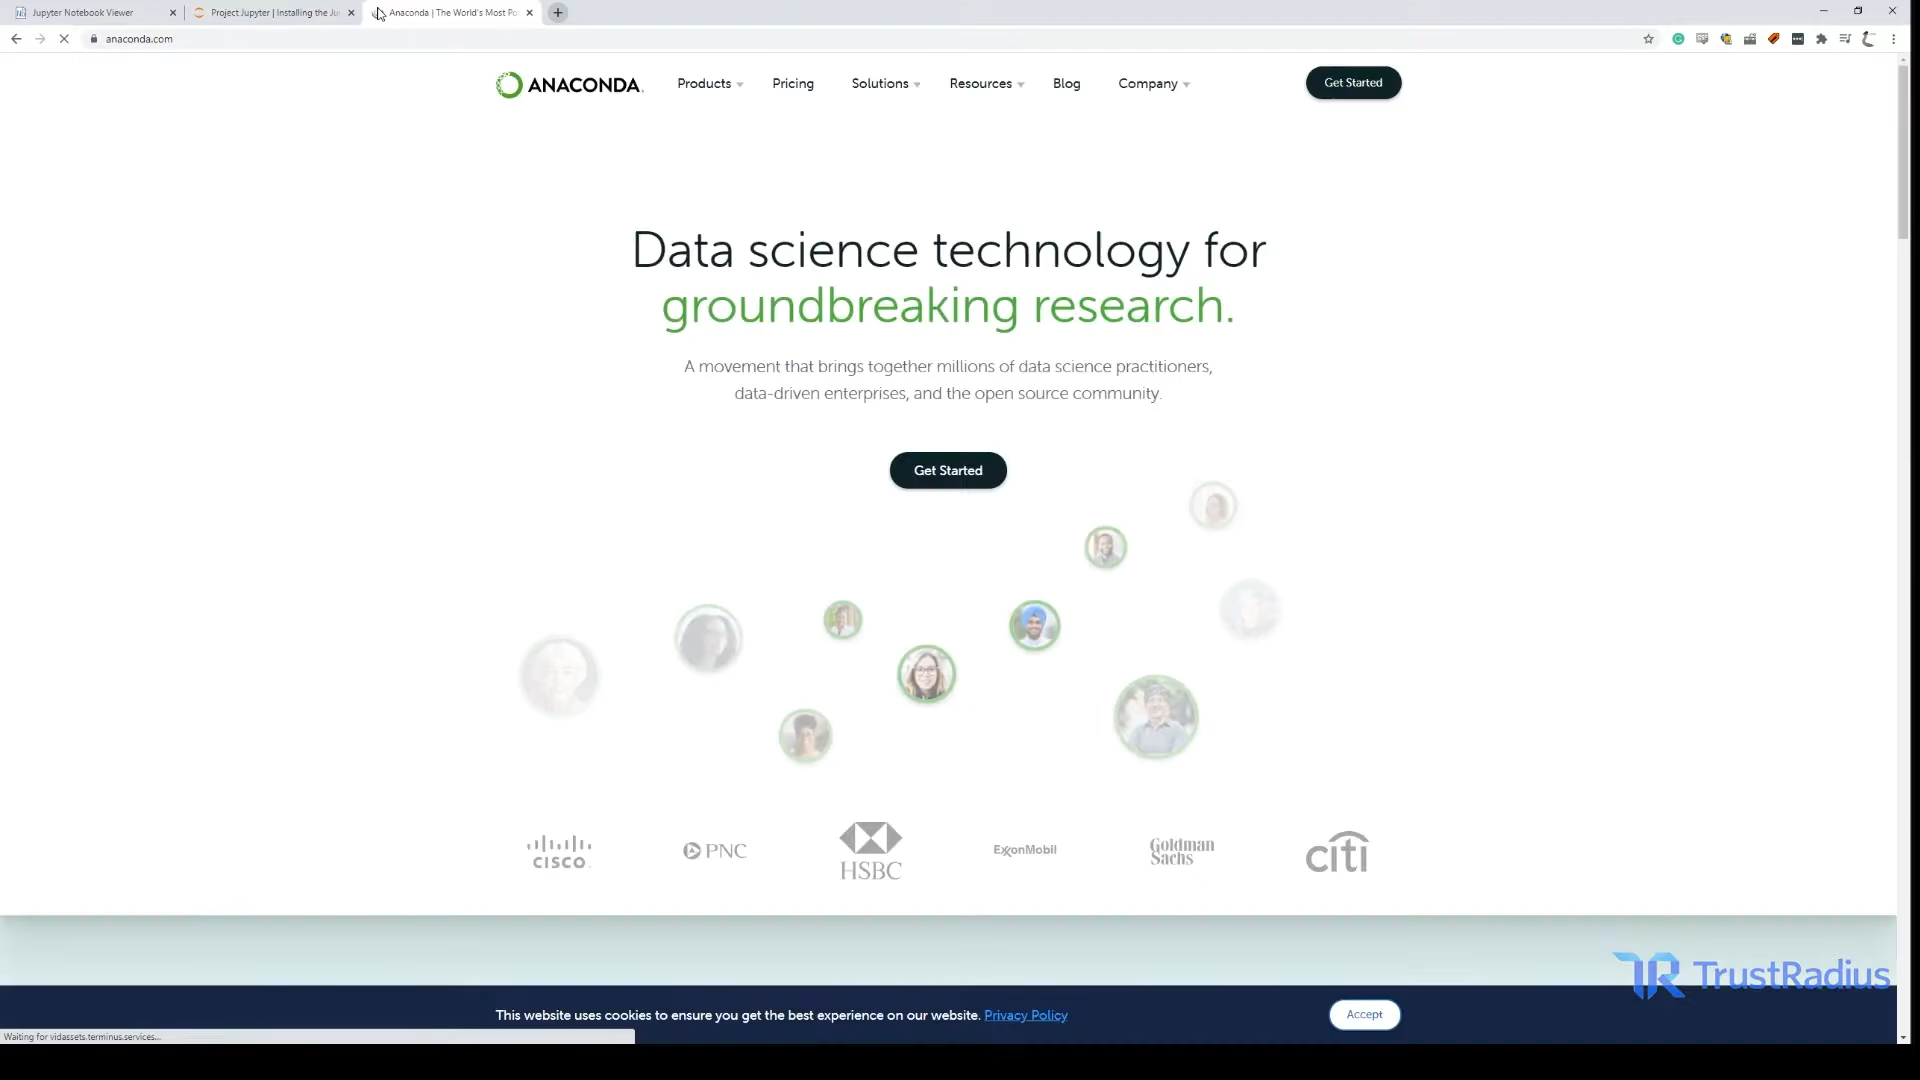 Jupyter Notebook Viewer
Project Jupyter | Installing the Ju
Anaconda | The World's Most Po
anaconda.com
ANACONDA.
Products
Pricing
Solutions
Resources
Blog
Company
Get Started
Data science technology for
groundbreaking research.
A movement that brings together millions of data science practitioners,
data-driven enterprises, and the open source community.
Get Started
CISCO
PNC
HSBC
ExxonMobil
Goldman
Sachs
citi
TrustRadius
This website uses cookies to ensure you get the best experience on our website. Privacy Policy
Accept
Waiting for vidassets.terminus.services...